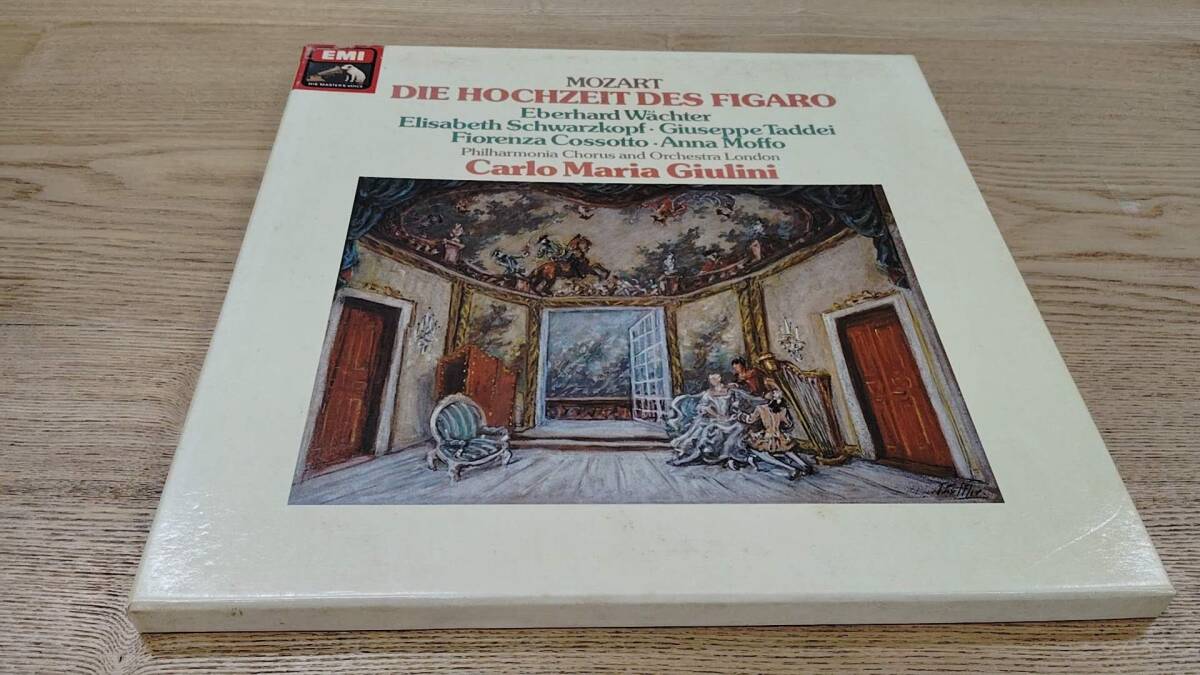 EMI
HIS MASTER'S VOICE
MOZART
DIE HOCHZEIT DES FIGARO
Eberhard Wächter
Elisabeth Schwarzkopf · Giuseppe Taddei
Fiorenza Cossotto · Anna Moffo
Philharmonia Chorus and Orchestra London
Carlo Maria Giulini